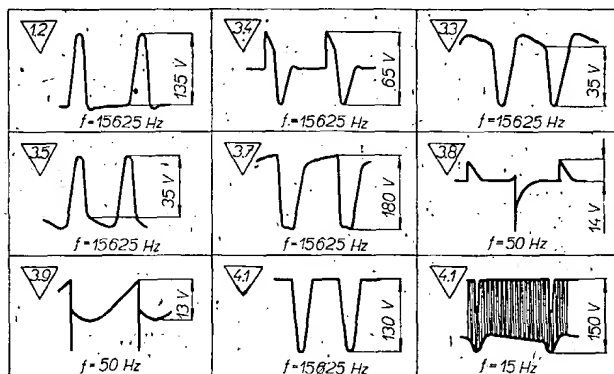 1.2
135 V
f = 15625 Hz
3.4
65 V
f = 15625 Hz
3.3
35 V
f = 15625 Hz
3.5
35 V
f = 15625 Hz
3.7
180 V
f = 15625 Hz
3.8
14 V
f = 50 Hz
3.9
13 V
f = 50 Hz
4.1
130 V
f = 15625 Hz
4.1
150 V
f = 15 Hz